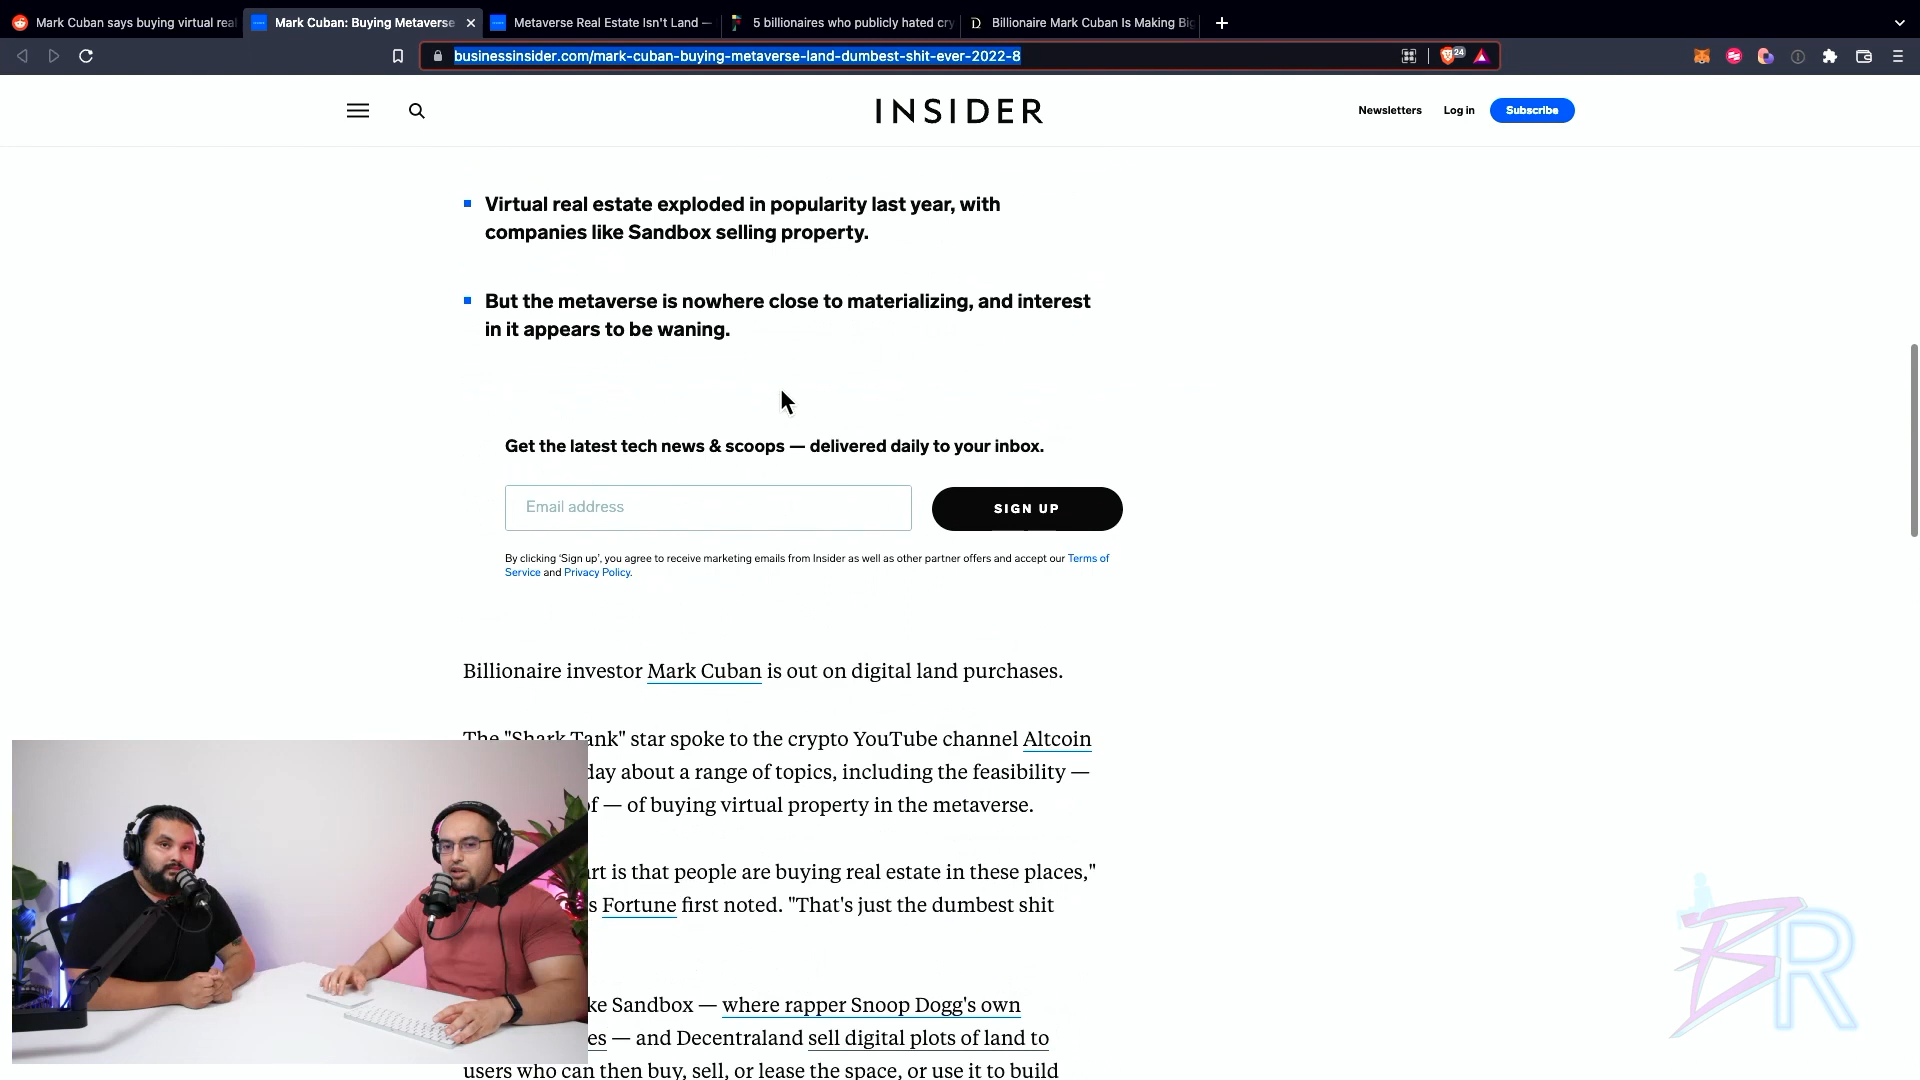 Mark Cuban says buying virtual real
Mark Cuban: Buying Metaverse
Metaverse Real Estate Isn't Land —
5 billionaires who publicly hated cry
Billionaire Mark Cuban Is Making Big
businessinsider.com/mark-cuban-buying-metaverse-land-dumbest-shit-ever-2022-8
24
INSIDER
Newsletters
Log in
Subscribe
Virtual real estate exploded in popularity last year, with
companies like Sandbox selling property.
But the metaverse is nowhere close to materializing, and interest
in it appears to be waning.
Get the latest tech news & scoops — delivered daily to your inbox.
Email address
SIGN UP
By clicking ‘Sign up’, you agree to receive marketing emails from Insider as well as other partner offers and accept our Terms of
Service and Privacy Policy.
Billionaire investor Mark Cuban is out on digital land purchases.
The "Shark Tank" star spoke to the crypto YouTube channel Altcoin
day about a range of topics, including the feasibility —
of — of buying virtual property in the metaverse.
rt is that people are buying real estate in these places,"
s Fortune first noted. "That's just the dumbest shit
ke Sandbox — where rapper Snoop Dogg's own
es — and Decentraland sell digital plots of land to
users who can then buy, sell, or lease the space, or use it to build
BR